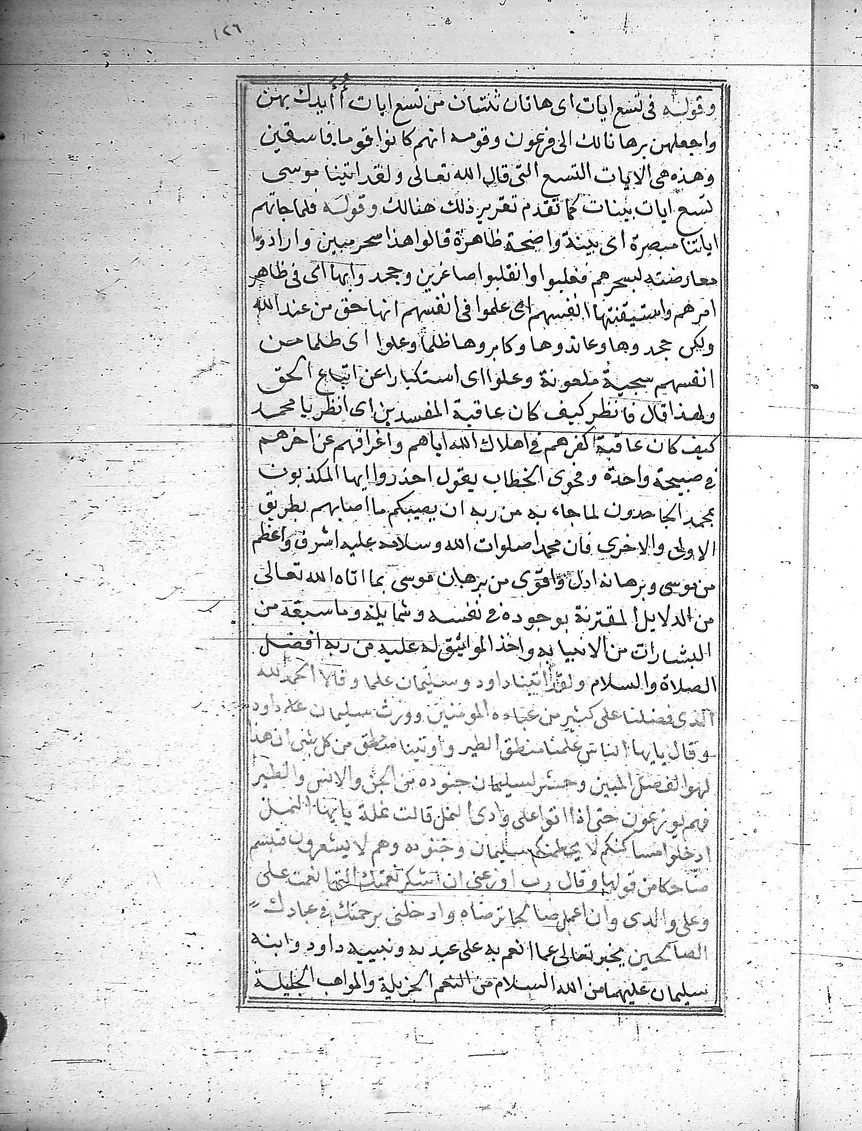 ١٢٦
وقوله في تسع ايات اي هاتان ثنتان من تسع ايات أُأيدك بهن
واجعلهن برهانا لك الى فرعون وقومه انهم كانوا قوما فاسقين
وهذه هي الايات التسع التي قال الله تعالى ولقد اتينا موسى
تسع ايات بينات كما تقدم تقرير ذلك هنالك وقوله فلما جاتهم
اياتنا مبصرة اي بينة واضحة ظاهرة قالوا هذا سحر مبين وارادوا
معارضته بسحرهم فغلبوا وانقلبوا صاغرين وجحدوا بها اي في ظاهر
امرهم واستيقنتها انفسهم اي علموا في انفسهم انها حق من عند الله
ولكن جحدوها وعاندوها وكابروها ظلما وعلوا اي ظلما من
انفسهم سجية ملعونة وعلوا اي استكبارا عن اتباع الحق
ولهذا قال فانظر كيف كان عاقبة المفسدين اي انظر يا محمد
كيف كان عاقبة كفرهم في اهلاك الله اياهم واغراقهم عن اخرهم
في صبيحة واحدة وفحوى الخطاب يقول احذروا ايها المكذبون
بمحمد الجاحدون لما جاء به من ربه ان يصيبكم ما اصابهم بطريق
الاولى والاخرى فان محمدا صلوات الله وسلامه عليه اشرف واعظم
من موسى وبرهانه ادل واقوى من برهان موسى بما اتاه الله تعالى
من الدلايل المقترنة بوجوده في نفسه وشمايله وما سبقه من
البشارات من الانبيا به واخذ المواثيق له عليه من ربه افضل
الصلاة والسلام ولقد اتينا داود وسليمان علما وقالا الحمد لله
الذي فضلنا على كثير من عباده المومنين وورث سليمان داود
وقال يايها الناس علمنا منطق الطير واوتينا من كل شي ان هذا
لهو الفضل المبين وحشر لسليمان جنوده من الجن والانس والطير
فهم يوزعون حتى اذا اتوا على وادي النمل قالت نملة يايها النمل
ادخلوا مساكنكم لا يحطمنكم سليمان وجنوده وهم لا يشعرون فتبسم
ضاحكا من قولها وقال رب اوزعني ان اشكر نعمتك التي انعمت على
وعلى والدي وان اعمل صالحا ترضاه وادخلني برحمتك في عبادك
الصالحين يخبر تعالى عما انعم به على عبده ونبيه داود وابنه
سليمان عليهما من الله السلام من النعم الجزيلة والمواهب الجليلة